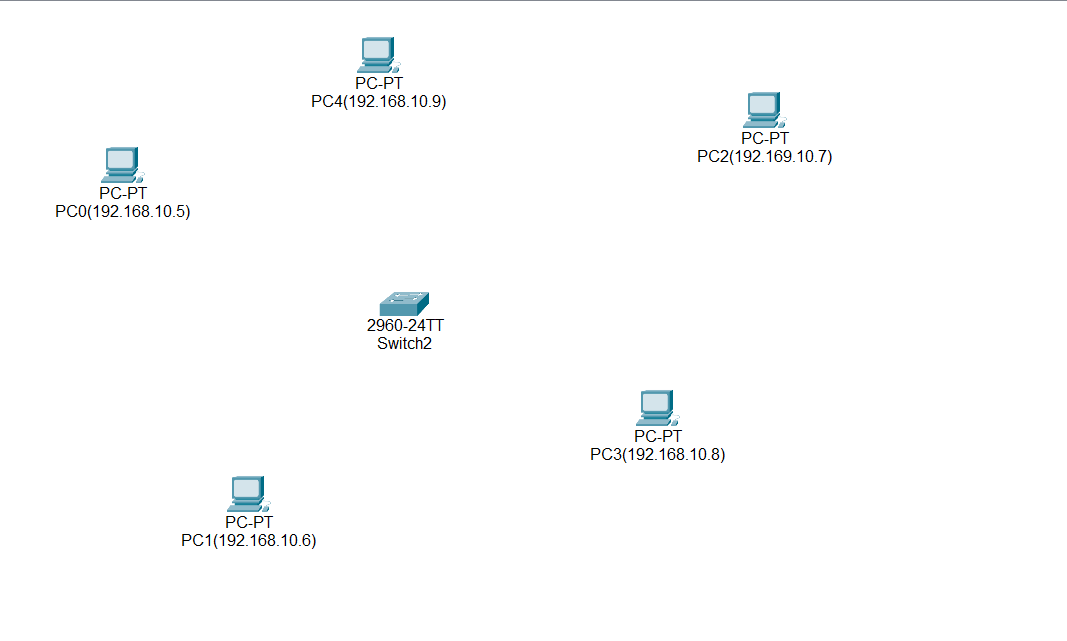 PC-PT
PC4(192.168.10.9)
PC-PT
PC2(192.169.10.7)
PC-PT
PC0(192.168.10.5)
2960-24TT
Switch2
PC-PT
PC3(192.168.10.8)
PC-PT
PC1(192.168.10.6)